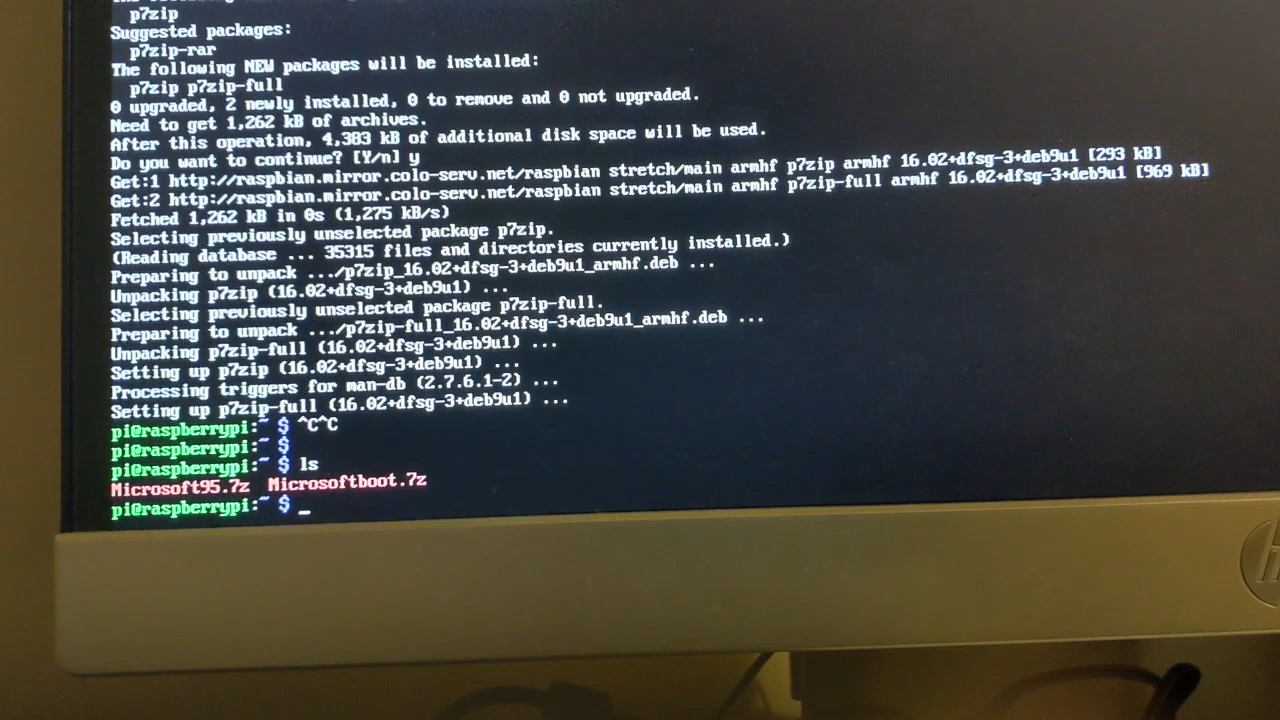 p7zip
Suggested packages:
p7zip-rar
The following NEW packages will be installed:
p7zip p7zip-full
0 upgraded, 2 newly installed, 0 to remove and 0 not upgraded.
Need to get 1,262 kB of archives.
After this operation, 4,383 kB of additional disk space will be used.
Do you want to continue? [Y/n] y
Get:1 http://raspbian.mirror.colo-serv.net/raspbian stretch/main armhf p7zip armhf 16.02+dfsg-3+deb9u1 [293 kB]
Get:2 http://raspbian.mirror.colo-serv.net/raspbian stretch/main armhf p7zip-full armhf 16.02+dfsg-3+deb9u1 [969 kB]
Fetched 1,262 kB in 0s (1,275 kB/s)
Selecting previously unselected package p7zip.
(Reading database ... 35315 files and directories currently installed.)
Preparing to unpack .../p7zip_16.02+dfsg-3+deb9u1_armhf.deb ...
Unpacking p7zip (16.02+dfsg-3+deb9u1) ...
Selecting previously unselected package p7zip-full.
Preparing to unpack .../p7zip-full_16.02+dfsg-3+deb9u1_armhf.deb ...
Unpacking p7zip-full (16.02+dfsg-3+deb9u1) ...
Setting up p7zip (16.02+dfsg-3+deb9u1) ...
Processing triggers for man-db (2.7.6.1-2) ...
Setting up p7zip-full (16.02+dfsg-3+deb9u1) ...
pi@raspberrypi:~ $ ^C^C
pi@raspberrypi:~ $
pi@raspberrypi:~ $ ls
Microsoft95.7z Microsoftboot.7z
pi@raspberrypi:~ $ _